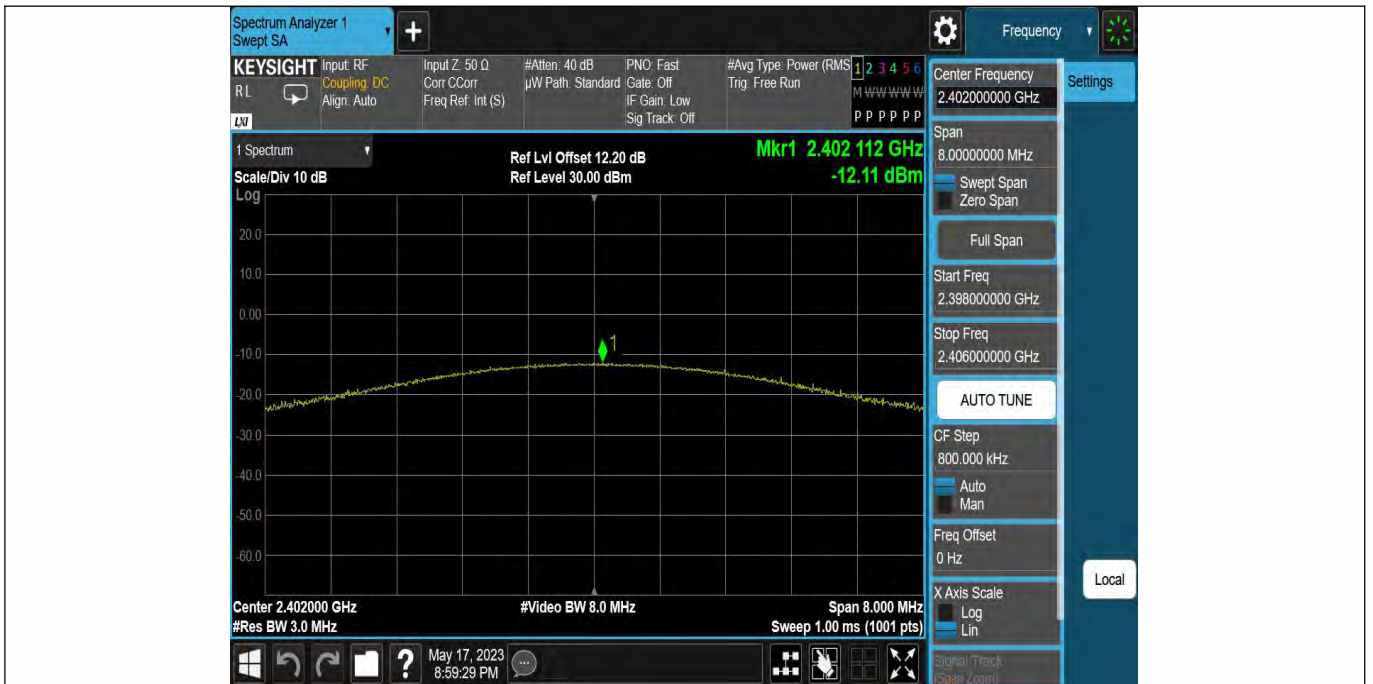 Spectrum Analyzer 1
Swept SA
Frequency
KEYSIGHT
RL
LXI
Input: RF
Coupling: DC
Align: Auto
Input Z: 50 Ω
Corr CCorr
Freq Ref: Int (S)
#Atten: 40 dB
µW Path: Standard
PNO: Fast
Gate: Off
IF Gain: Low
Sig Track: Off
#Avg Type: Power (RMS
Trig: Free Run
1 2 3 4 5 6
M W W W W W
P P P P P P
1 Spectrum
Scale/Div 10 dB
Log
Ref Lvl Offset 12.20 dB
Ref Level 30.00 dBm
Mkr1 2.402 112 GHz
-12.11 dBm
20.0
10.0
0.00
-10.0
-20.0
-30.0
-40.0
-50.0
-60.0
1
Center 2.402000 GHz
#Res BW 3.0 MHz
#Video BW 8.0 MHz
Span 8.000 MHz
Sweep 1.00 ms (1001 pts)
Center Frequency
2.402000000 GHz
Settings
Span
8.00000000 MHz
Swept Span
Zero Span
Full Span
Start Freq
2.398000000 GHz
Stop Freq
2.406000000 GHz
AUTO TUNE
CF Step
800.000 kHz
Auto
Man
Freq Offset
0 Hz
X Axis Scale
Log
Lin
Signal Track
(Span Zoom)
Local
?
May 17, 2023
8:59:29 PM